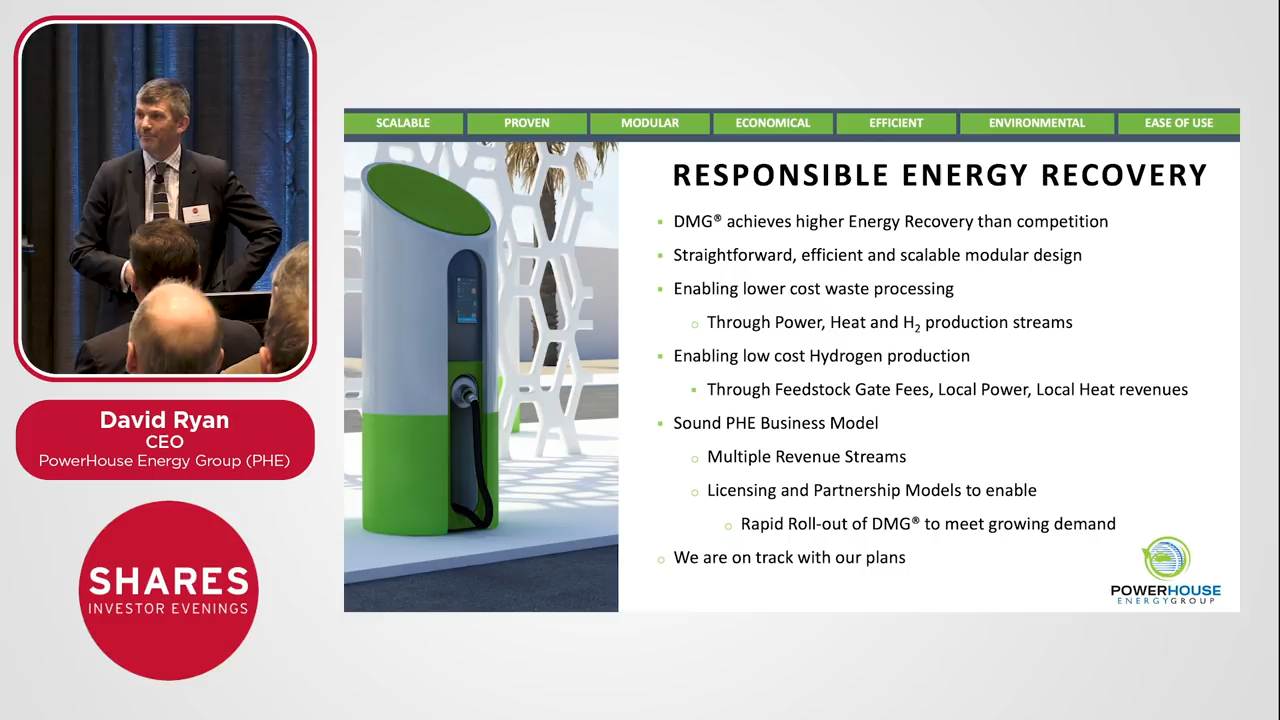 David Ryan
CEO
PowerHouse Energy Group (PHE)
SHARES
INVESTOR EVENINGS
SCALABLE
PROVEN
MODULAR
ECONOMICAL
EFFICIENT
ENVIRONMENTAL
EASE OF USE
RESPONSIBLE ENERGY RECOVERY
▪ DMG® achieves higher Energy Recovery than competition
▪ Straightforward, efficient and scalable modular design
▪ Enabling lower cost waste processing
○ Through Power, Heat and H₂ production streams
▪ Enabling low cost Hydrogen production
▪ Through Feedstock Gate Fees, Local Power, Local Heat revenues
▪ Sound PHE Business Model
○ Multiple Revenue Streams
○ Licensing and Partnership Models to enable
○ Rapid Roll-out of DMG® to meet growing demand
○ We are on track with our plans
POWERHOUSE
ENERGYGROUP